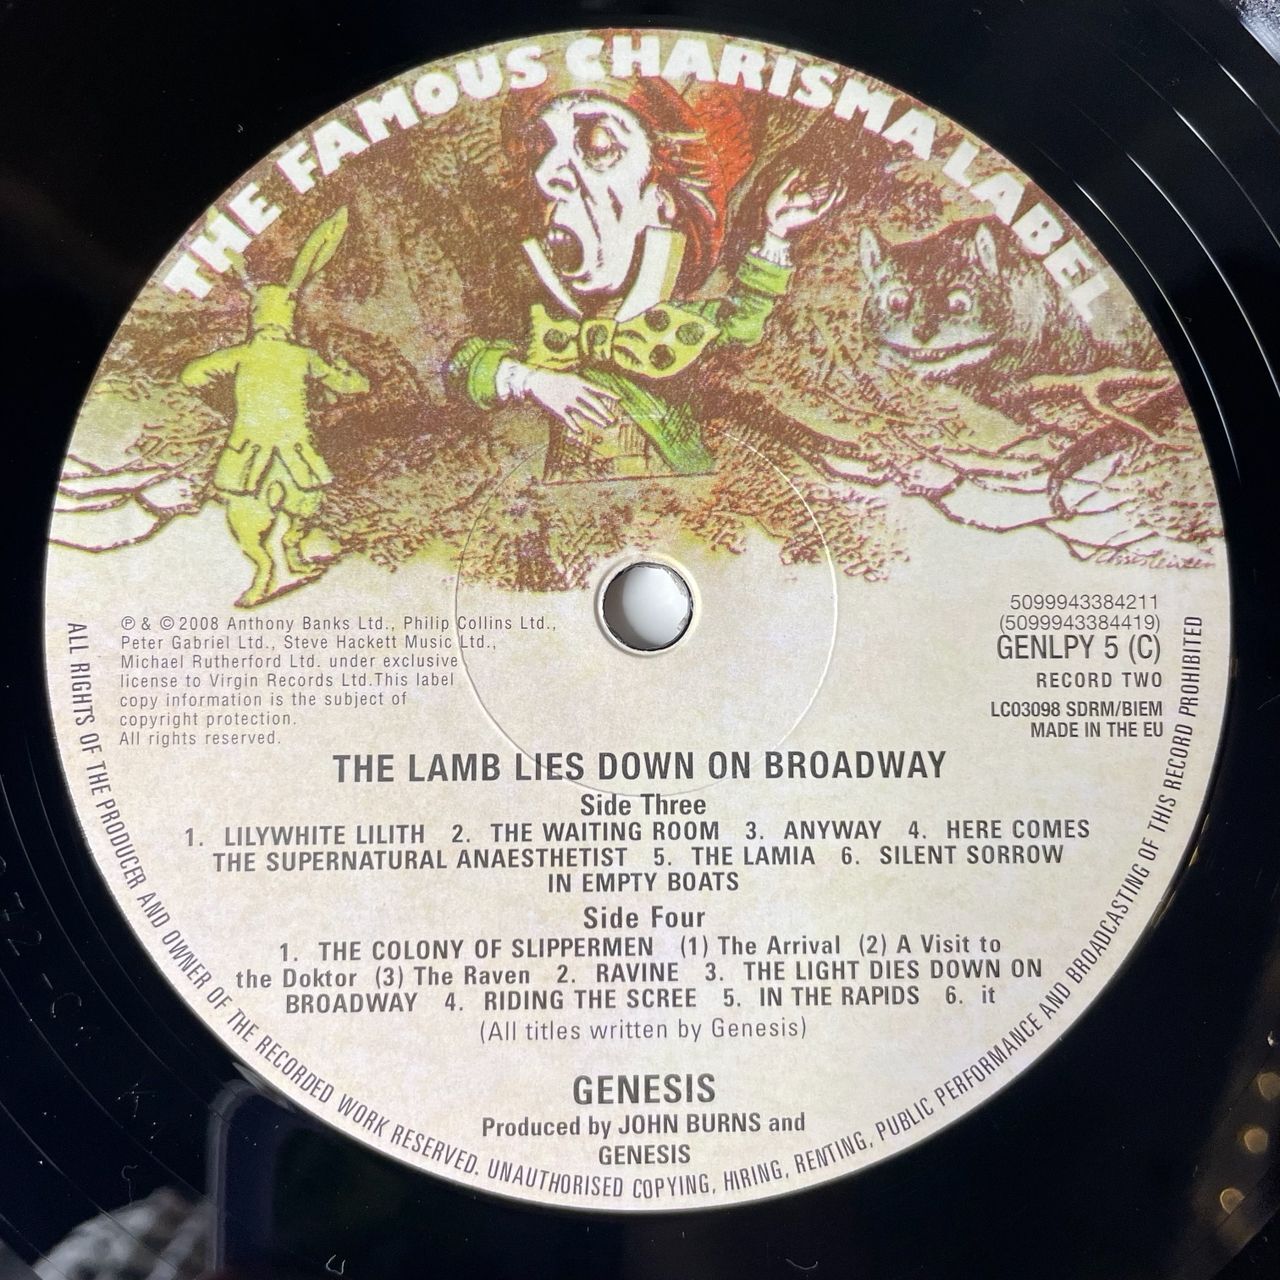 THE FAMOUS CHARISMA LABEL
℗ & © 2008 Anthony Banks Ltd., Philip Collins Ltd.,
Peter Gabriel Ltd., Steve Hackett Music Ltd.,
Michael Rutherford Ltd. under exclusive
license to Virgin Records Ltd.This label
copy information is the subject of
copyright protection.
All rights reserved.
5099943384211
(5099943384419)
GENLPY 5 (C)
RECORD TWO
LC03098 SDRM/BIEM
MADE IN THE EU
THE LAMB LIES DOWN ON BROADWAY
Side Three
1. LILYWHITE LILITH 2. THE WAITING ROOM 3. ANYWAY 4. HERE COMES
THE SUPERNATURAL ANAESTHETIST 5. THE LAMIA 6. SILENT SORROW
IN EMPTY BOATS
Side Four
1. THE COLONY OF SLIPPERMEN (1) The Arrival (2) A Visit to
the Doktor (3) The Raven 2. RAVINE 3. THE LIGHT DIES DOWN ON
BROADWAY 4. RIDING THE SCREE 5. IN THE RAPIDS 6. it
(All titles written by Genesis)
GENESIS
Produced by JOHN BURNS and
GENESIS
ALL RIGHTS OF THE PRODUCER AND OWNER OF THE RECORDED WORK RESERVED. UNAUTHORISED COPYING, HIRING, RENTING, PUBLIC PERFORMANCE AND BROADCASTING OF THIS RECORD PROHIBITED